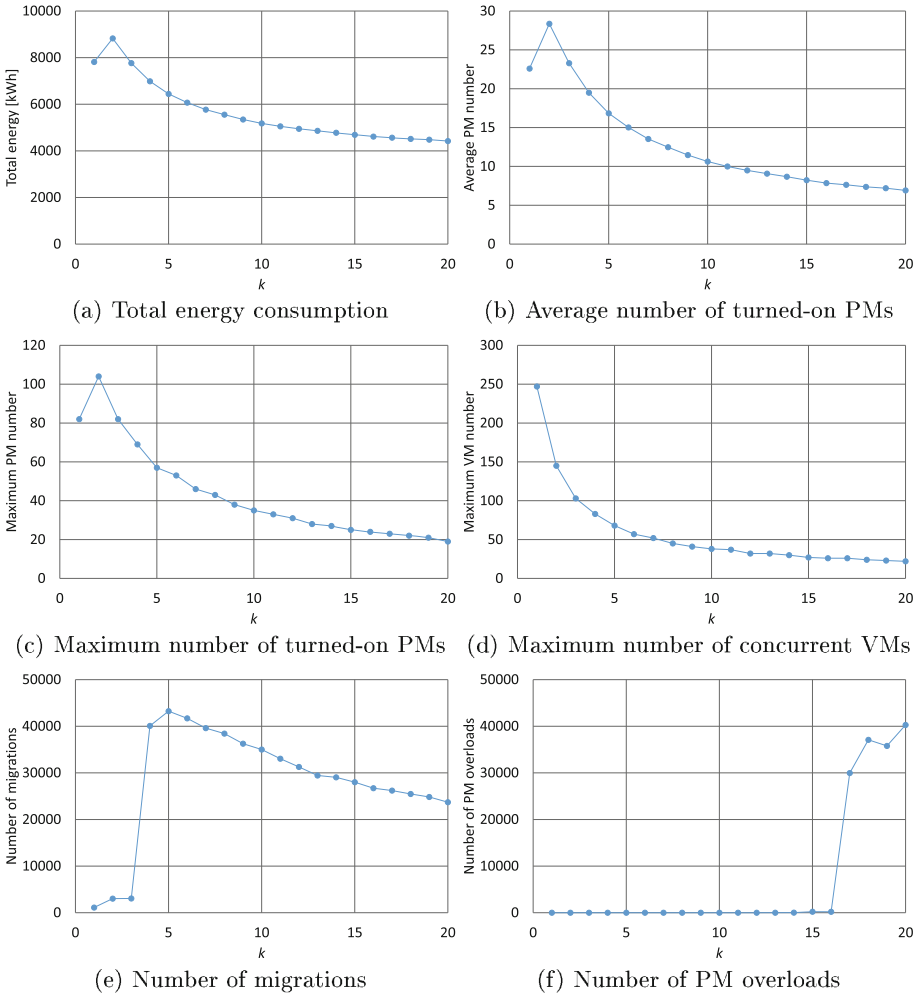 10000
8000
6000
4000
2000
0
Total energy [kWh]
0 5 10 15 20
k
(a) Total energy consumption
30
25
20
15
10
5
0
Average PM number
0 5 10 15 20
k
(b) Average number of turned-on PMs
120
100
80
60
40
20
0
Maximum PM number
0 5 10 15 20
k
(c) Maximum number of turned-on PMs
300
250
200
150
100
50
0
Maximum VM number
0 5 10 15 20
k
(d) Maximum number of concurrent VMs
50000
40000
30000
20000
10000
0
Number of migrations
0 5 10 15 20
k
(e) Number of migrations
50000
40000
30000
20000
10000
0
Number of PM overloads
0 5 10 15 20
k
(f) Number of PM overloads